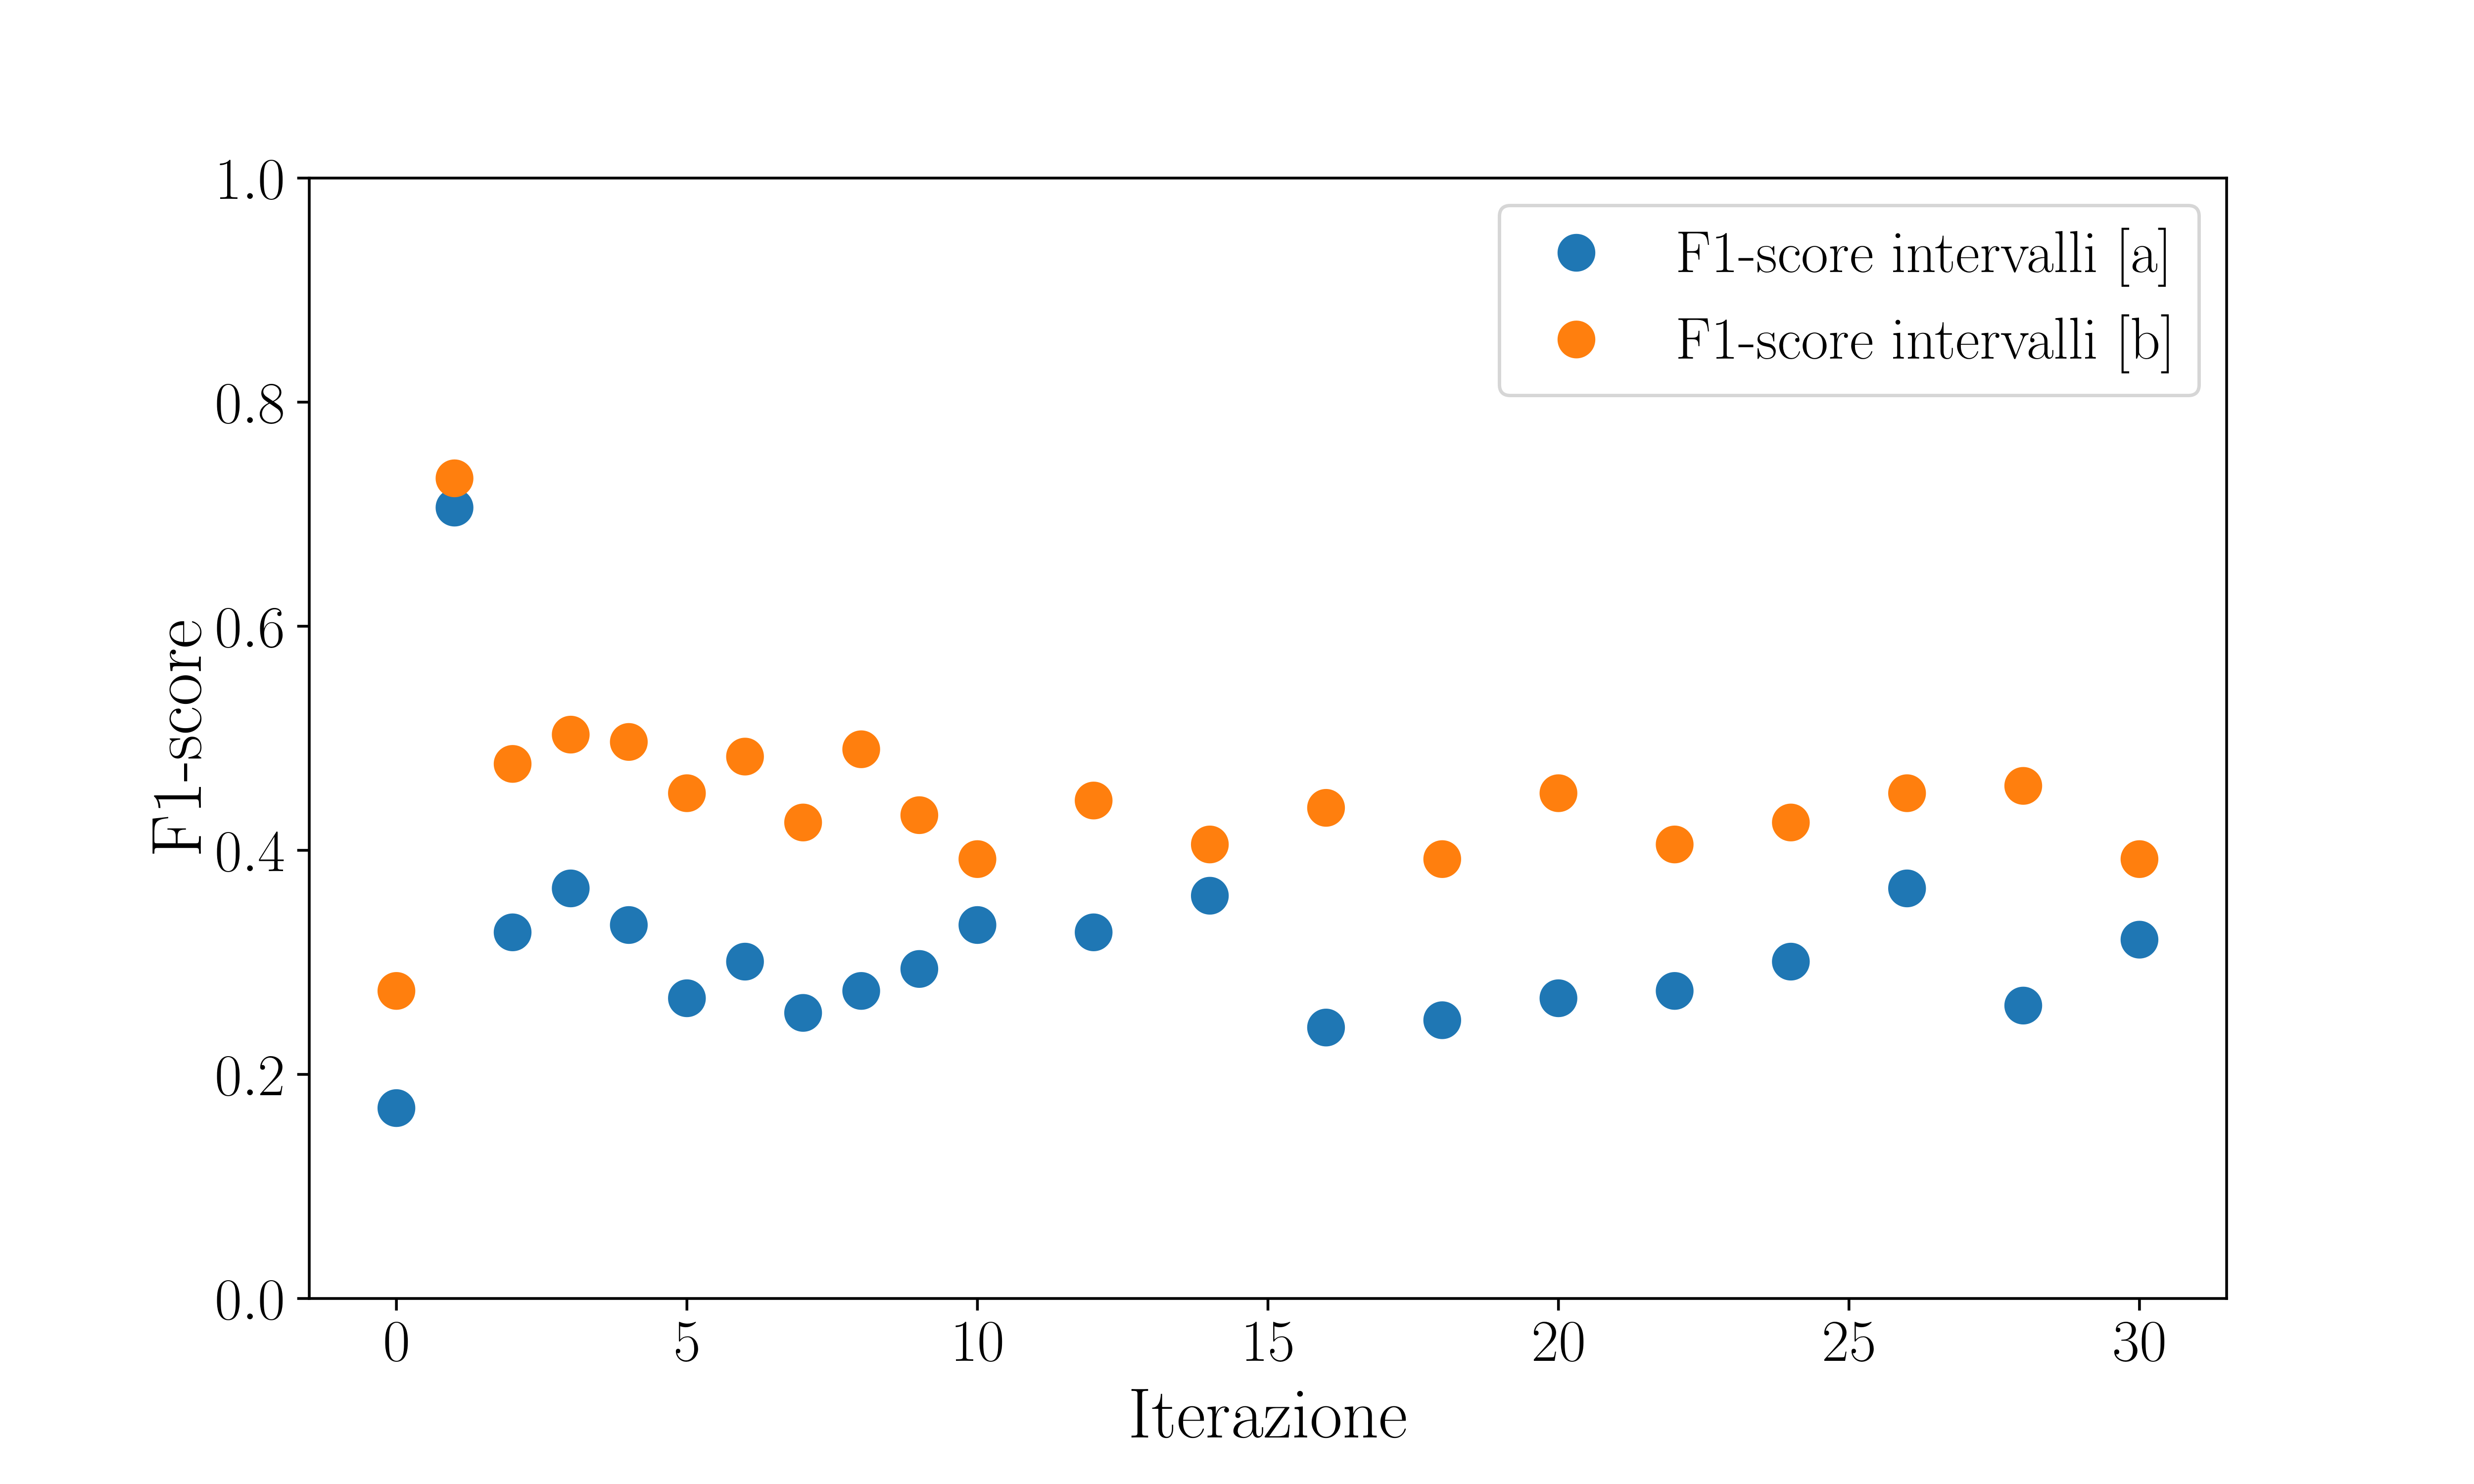 1.0
0.8
0.6
0.4
0.2
0.0
F1-score
F1-score intervalli [a]
F1-score intervalli [b]
0 5 10 15 20 25 30
Iterazione